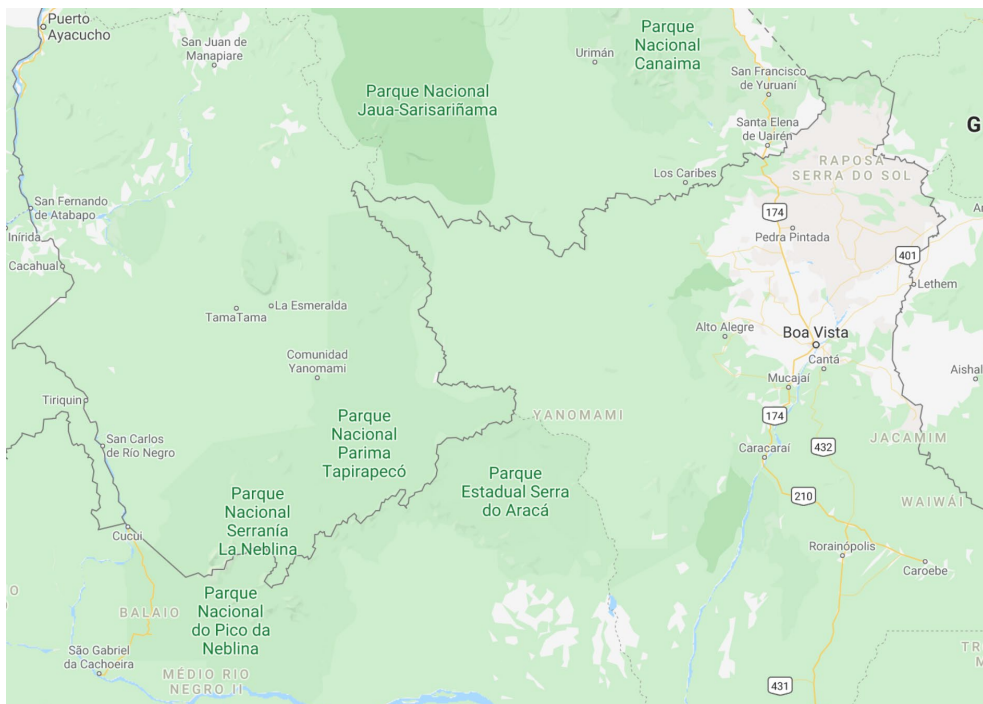 Puerto
Ayacucho
San Juan de
Manapiare
Urimán
Parque
Nacional
Canaima
Parque Nacional
Jaua-Sarisariñama
San Francisco
de Yuruaní
G
Santa Elena
de Uairén
RAPOSA
SERRA DO SOL
Los Caribes
San Fernando
de Atabapo
174
Inírida
Pedra Pintada
Cacahual
401
Lethem
La Esmeralda
TamaTama
Alto Alegre
Boa Vista
Cantá
Comunidad
Yanomami
Mucajaí
Aishal
Tiriquin
Parque
Nacional
Parima
Tapirapecó
YANOMAMI
174
San Carlos
de Río Negro
Caracaraí
432
JACAMIM
Parque
Estadual Serra
do Aracá
Parque
Nacional
Serranía
La Neblina
210
WAIWÁI
Cucui
Rorainópolis
Caroebe
O
Parque
Nacional
do Pico da
Neblina
BALAIO
São Gabriel
da Cachoeira
TR
M
MÉDIO RIO
NEGRO II
431